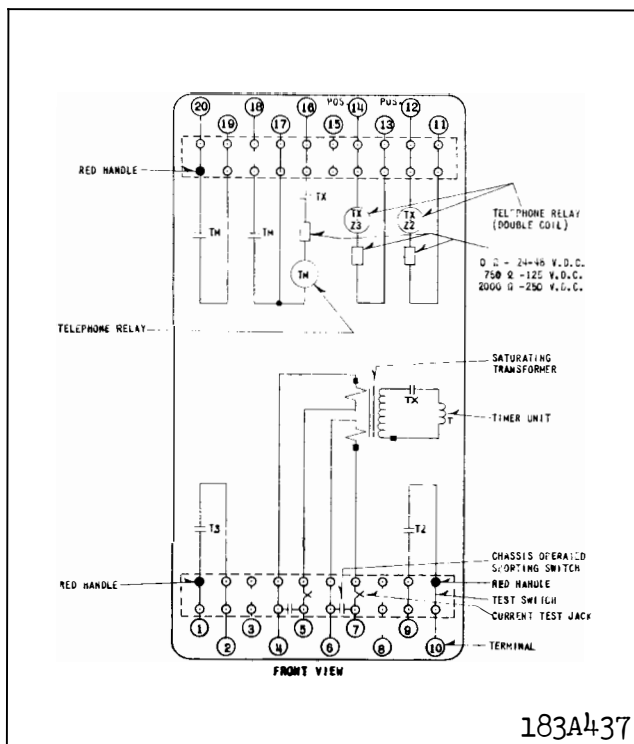 POS. POS.
20 18 16 14 12
19 17 15 13 11
RED HANDLE
TX
TM TM
TX
Z3
TX
Z2
TELEPHONE RELAY
(DOUBLE COIL)
TM
0 Ω - 24-48 V.D.C.
750 Ω -125 V.D.C.
2000 Ω -250 V.D.C.
TELEPHONE RELAY
SATURATING
TRANSFORMER
TX
T
TIMER UNIT
T3 T2
CHASSIS OPERATED
SHORTING SWITCH
RED HANDLE RED HANDLE
TEST SWITCH
CURRENT TEST JACK
1 3 5 7 9
2 4 6 8 10
TERMINAL
FRONT VIEW
183A437